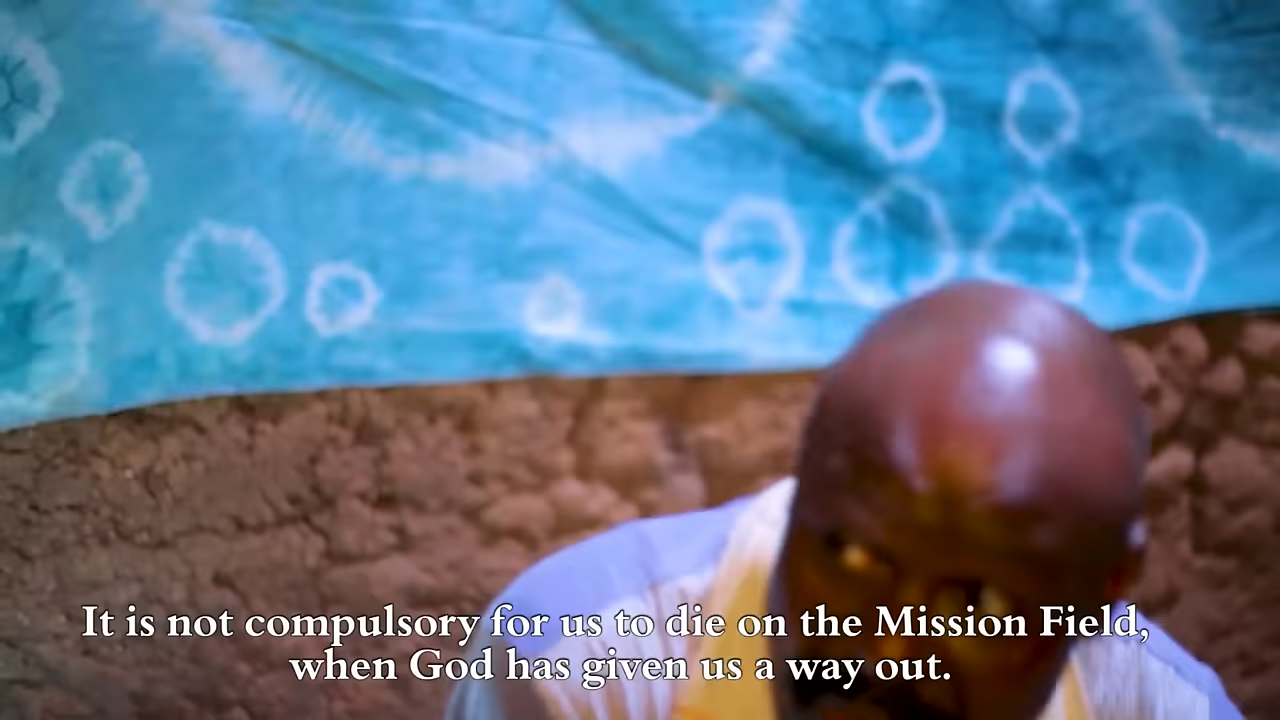 It is not compulsory for us to die on the Mission Field,
when God has given us a way out.